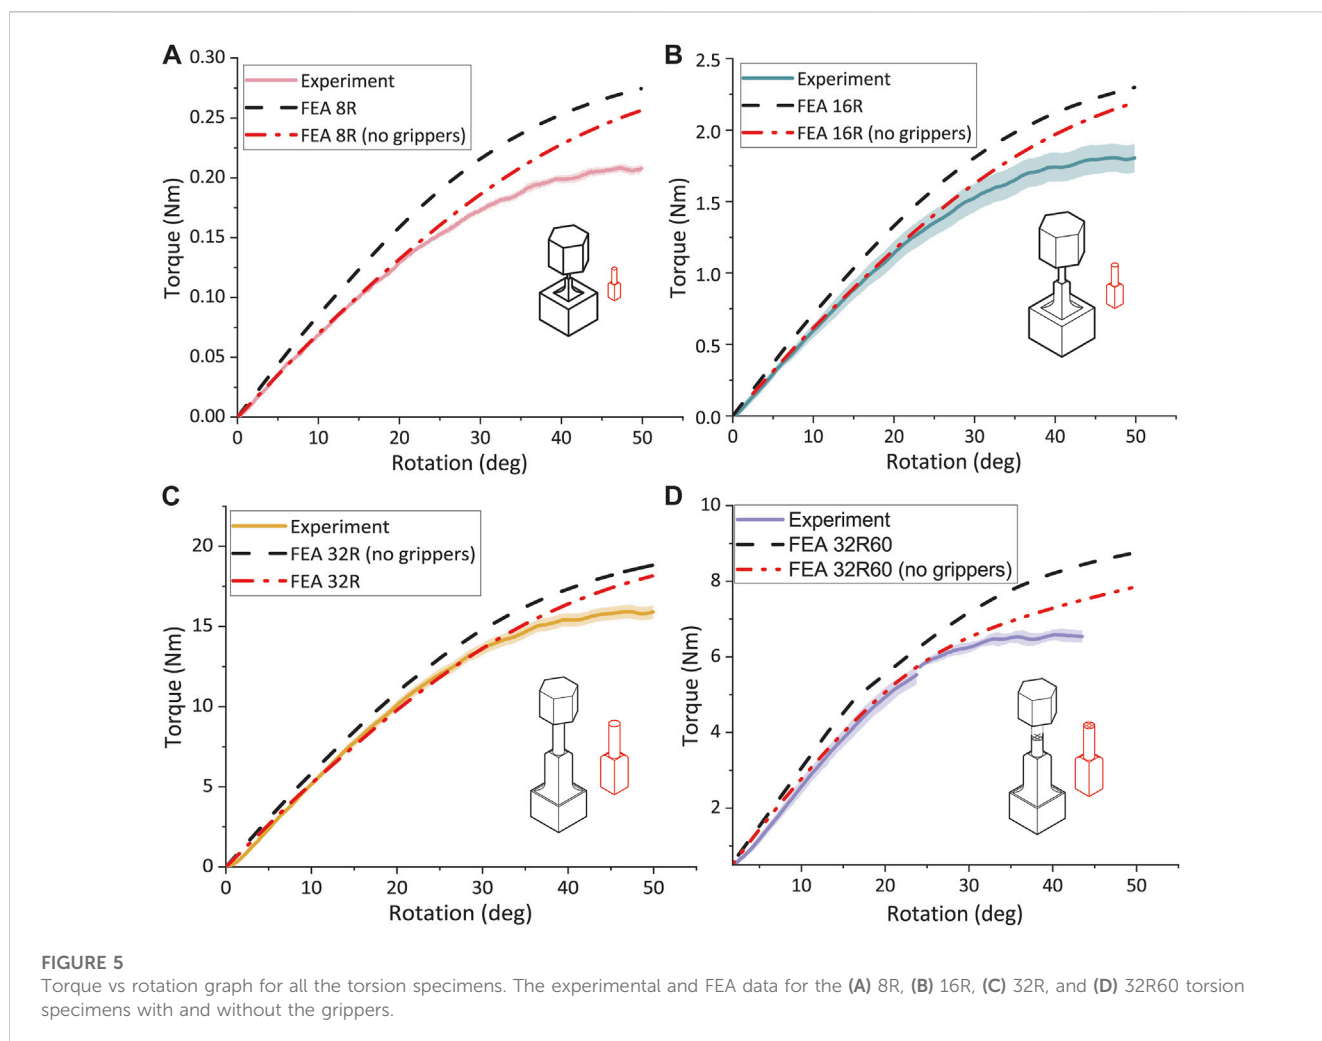 A
0.30
0.25
0.20
0.15
0.10
0.05
0.00
Torque (Nm)
Experiment
FEA 8R
FEA 8R (no grippers)
0 10 20 30 40 50
Rotation (deg)
B
2.5
2.0
1.5
1.0
0.5
0.0
Torque (Nm)
Experiment
FEA 16R
FEA 16R (no grippers)
0 10 20 30 40 50
Rotation (deg)
C
20
15
10
5
0
Torque (Nm)
Experiment
FEA 32R (no grippers)
FEA 32R
0 10 20 30 40 50
Rotation (deg)
D
10
8
6
4
2
Torque (Nm)
Experiment
FEA 32R60
FEA 32R60 (no grippers)
10 20 30 40 50
Rotation (deg)
FIGURE 5
Torque vs rotation graph for all the torsion specimens. The experimental and FEA data for the (A) 8R, (B) 16R, (C) 32R, and (D) 32R60 torsion
specimens with and without the grippers.